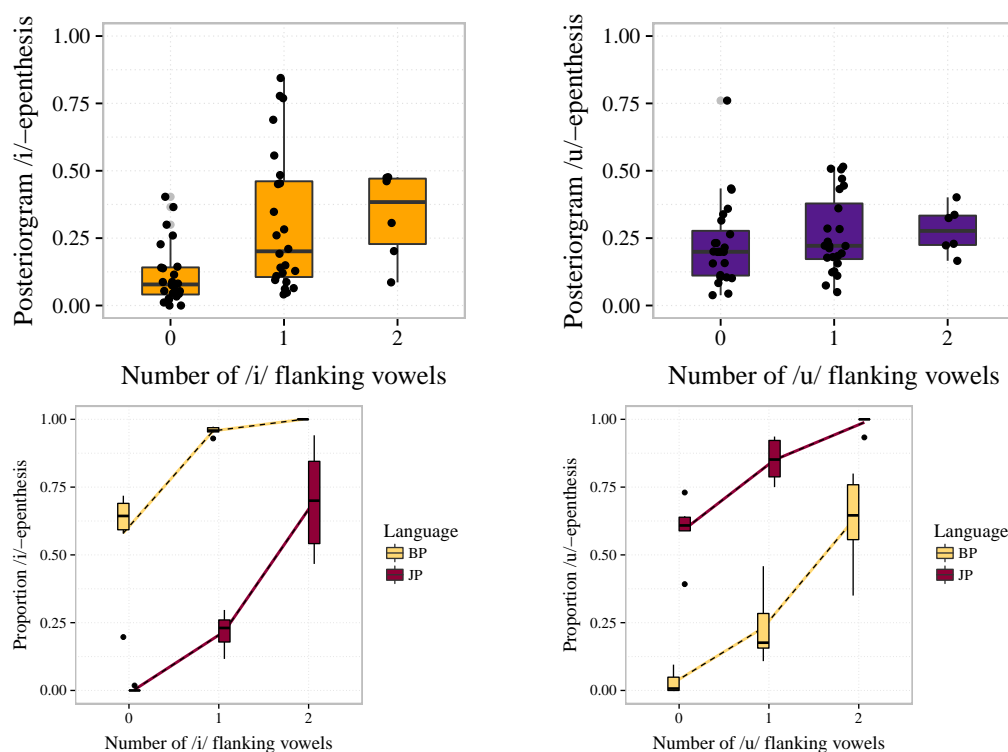 Posteriorgram /i/−epenthesis
1.00
0.75
0.50
0.25
0.00
0 1 2
Number of /i/ flanking vowels
Posteriorgram /u/−epenthesis
1.00
0.75
0.50
0.25
0.00
0 1 2
Number of /u/ flanking vowels
Proportion /i/−epenthesis
1.00
0.75
0.50
0.25
0.00
0 1 2
Number of /i/ flanking vowels
Language
BP
JP
Proportion /u/−epenthesis
1.00
0.75
0.50
0.25
0.00
0 1 2
Number of /u/ flanking vowels
Language
BP
JP